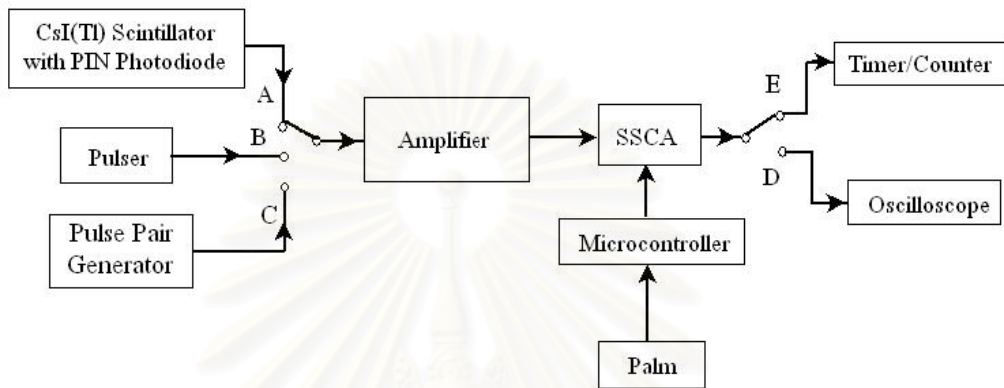 CsI(Tl) Scintillator
with PIN Photodiode
A
B
Pulser
C
Pulse Pair
Generator
Amplifier
SSCA
E
Timer/Counter
D
Oscilloscope
Microcontroller
Palm